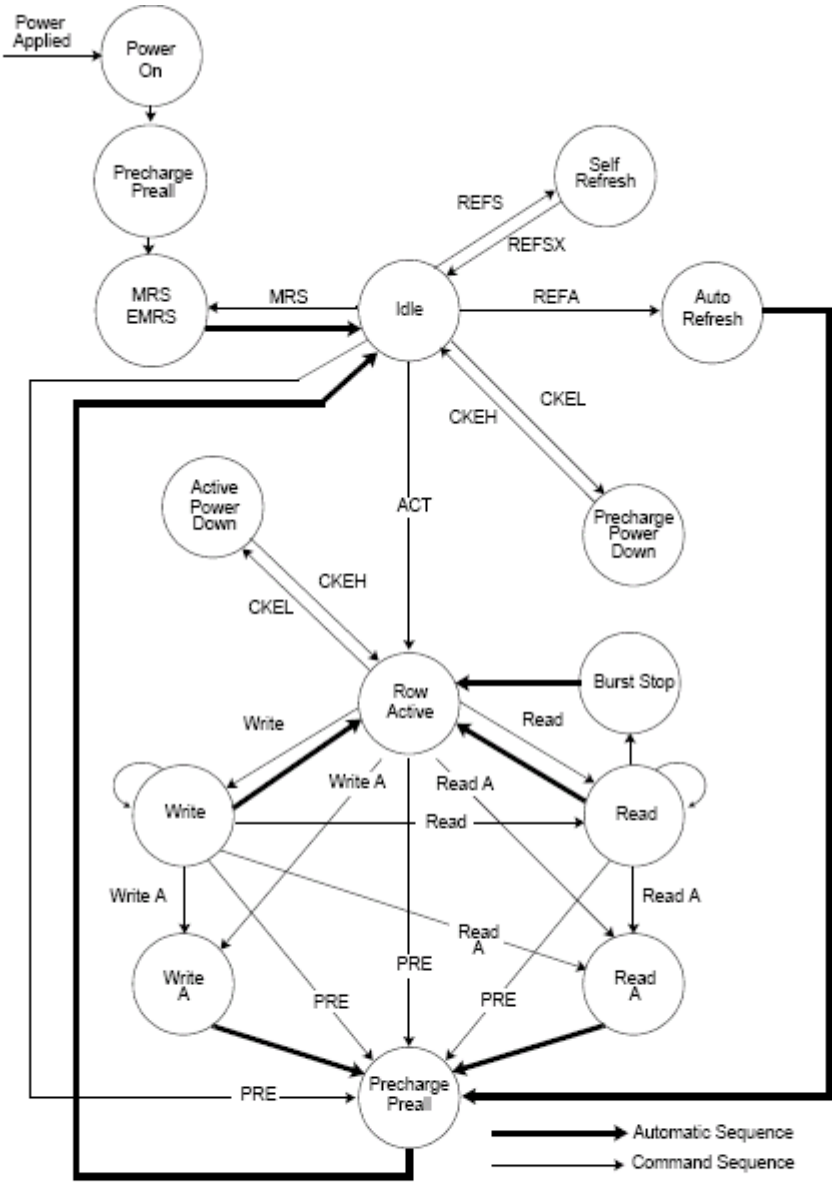 Power
Applied
Power
On
Precharge
Preall
Self
Refresh
REFS
REFSX
MRS
EMRS
MRS
Idle
REFA
Auto
Refresh
CKEL
CKEH
Active
Power
Down
ACT
Precharge
Power
Down
CKEH
CKEL
Row
Active
Burst Stop
Write
Read
Write A
Read A
Write
Read
Read
Write A
Read A
Read
A
Write
A
PRE
Read
A
PRE
PRE
Precharge
Preall
PRE
Automatic Sequence
Command Sequence